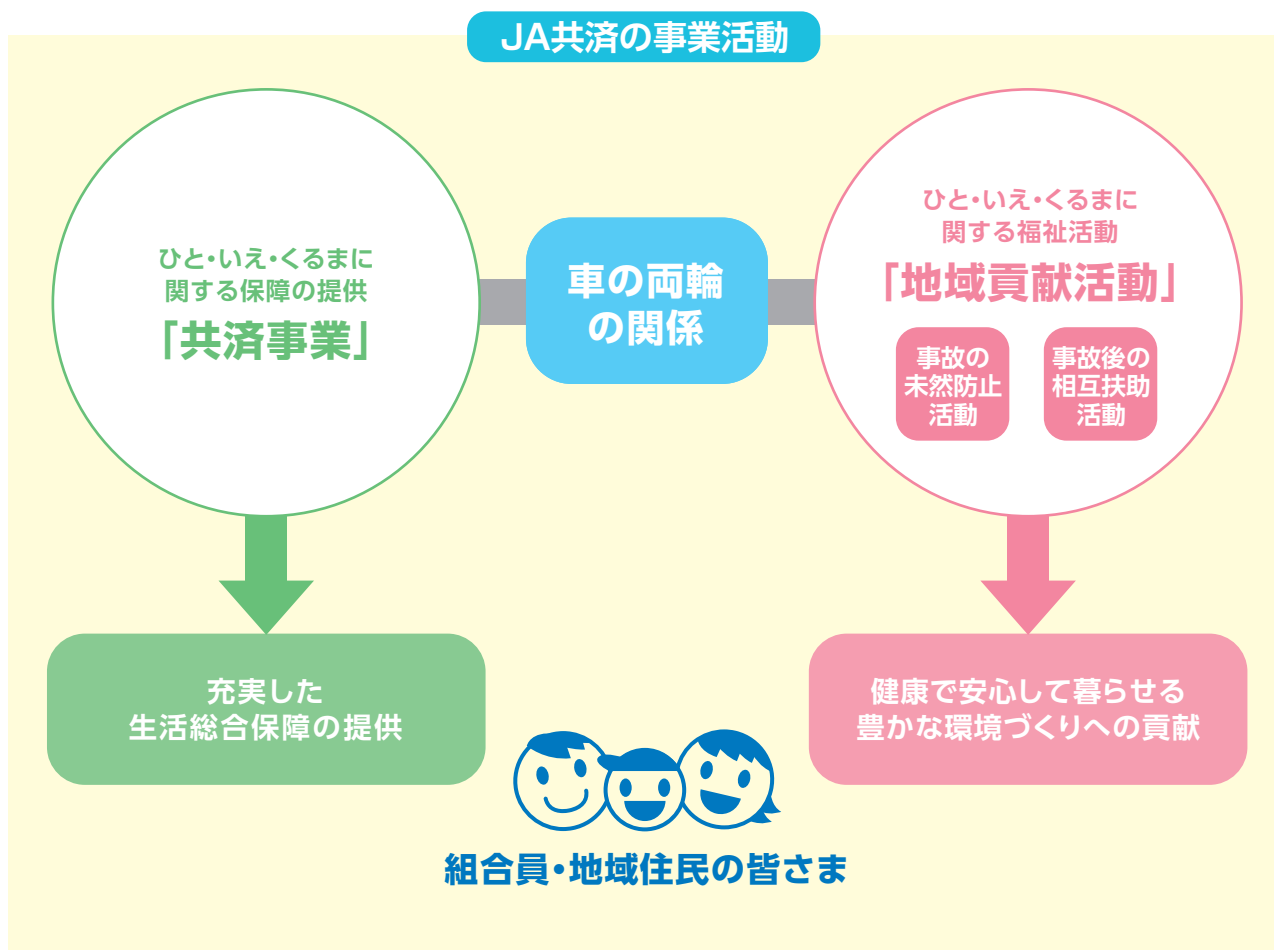 JA共済の事業活動
ひと・いえ・くるまに
関する保障の提供
「共済事業」
車の両輪
の関係
ひと・いえ・くるまに
関する福祉活動
「地域貢献活動」
事故の
未然防止
活動
事故後の
相互扶助
活動
充実した
生活総合保障の提供
健康で安心して暮らせる
豊かな環境づくりへの貢献
組合員・地域住民の皆さま